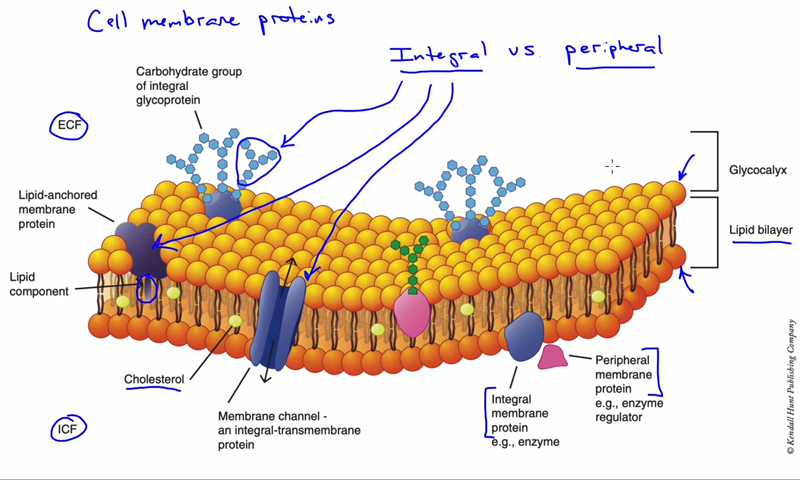 Cell membrane proteins
Integral vs. peripheral
Carbohydrate group
of integral
glycoprotein
ECF
Glycocalyx
Lipid-anchored
membrane
protein
Lipid bilayer
Lipid
component
Cholesterol
Peripheral
membrane
protein
e.g., enzyme
regulator
Integral
membrane
protein
e.g., enzyme
Membrane channel -
an integral-transmembrane
protein
ICF
© Kendall Hunt Publishing Company